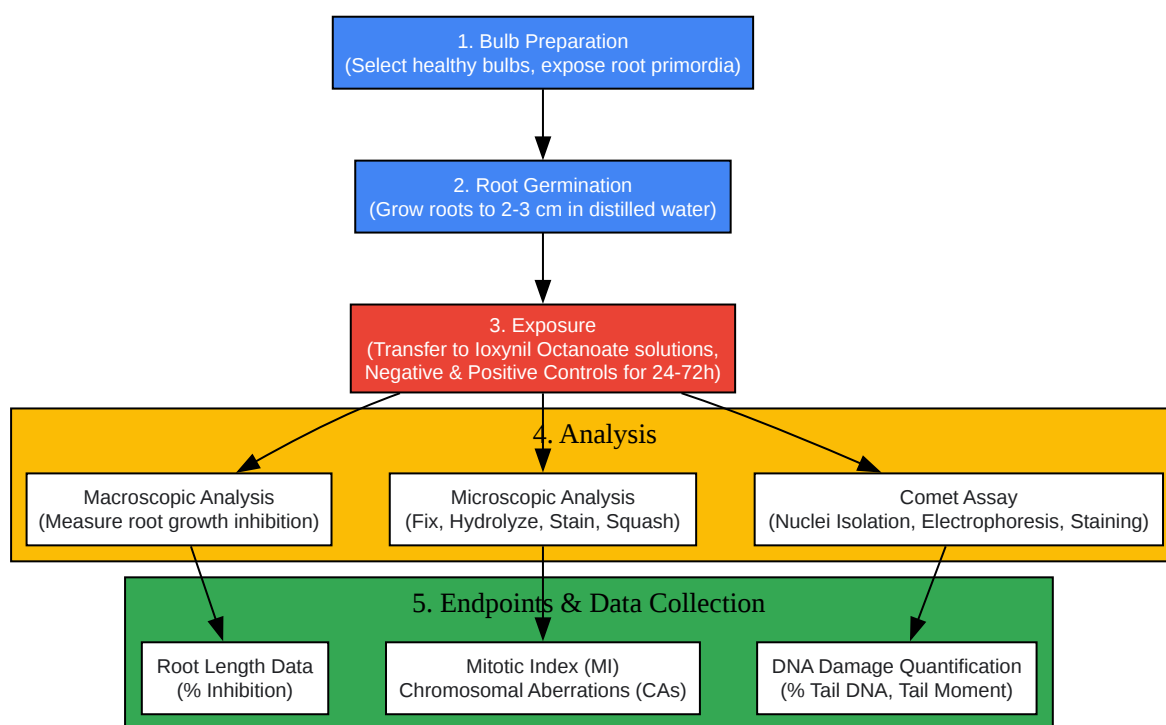 1. Bulb Preparation
(Select healthy bulbs, expose root primordia)
2. Root Germination
(Grow roots to 2-3 cm in distilled water)
3. Exposure
(Transfer to Ioxynil Octanoate solutions,
Negative & Positive Controls for 24-72h)
4. Analysis
Macroscopic Analysis
(Measure root growth inhibition)
Microscopic Analysis
(Fix, Hydrolyze, Stain, Squash)
Comet Assay
(Nuclei Isolation, Electrophoresis, Staining)
5. Endpoints & Data Collection
Root Length Data
(% Inhibition)
Mitotic Index (MI)
Chromosomal Aberrations (CAs)
DNA Damage Quantification
(% Tail DNA, Tail Moment)